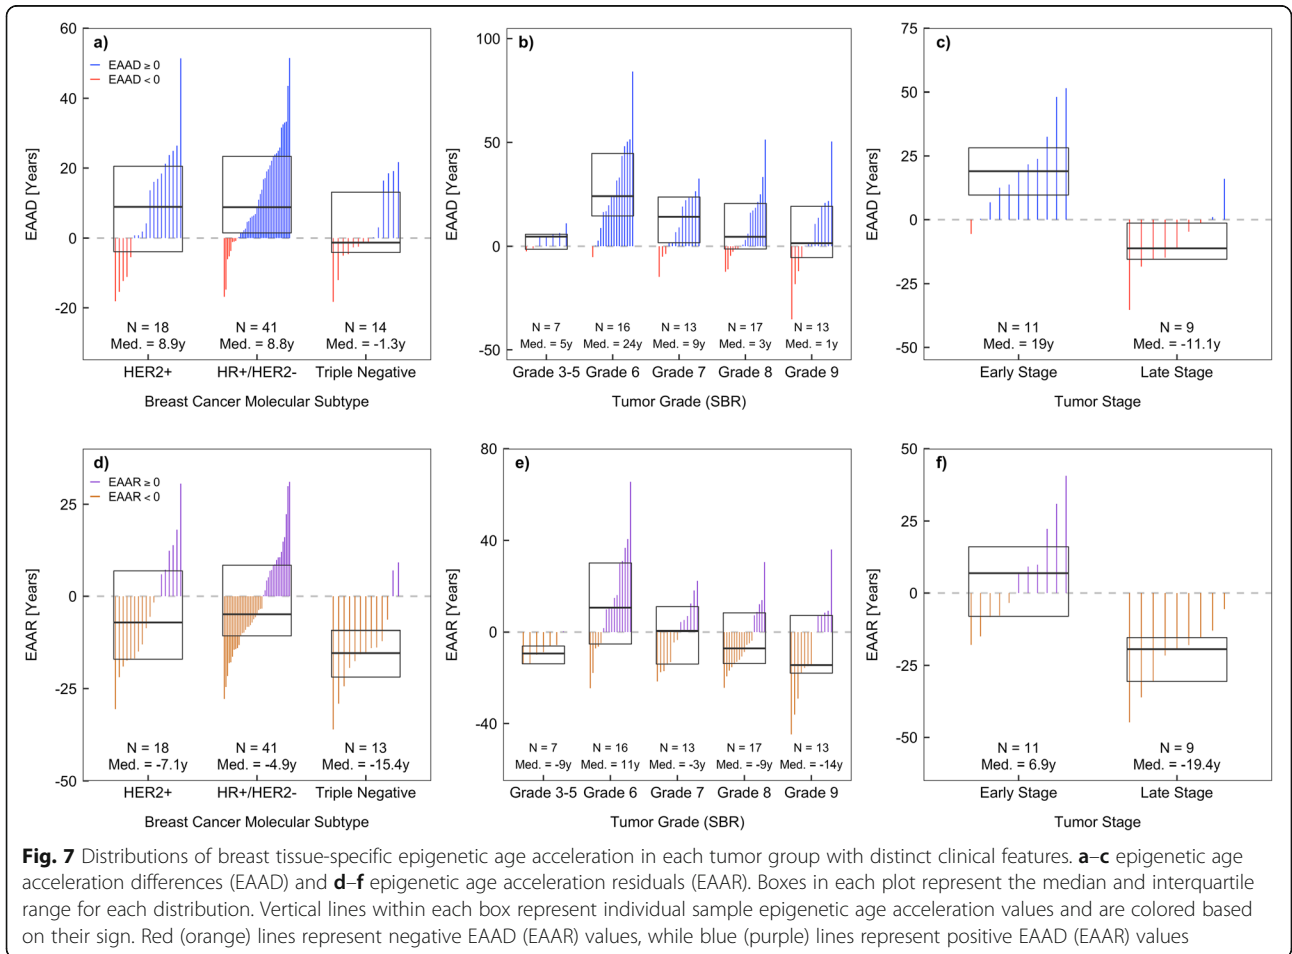 a)
EAAD ≥ 0
EAAD < 0
60
40
20
0
-20
EAAD [Years]
N = 18
Med. = 8.9y
N = 41
Med. = 8.8y
N = 14
Med. = -1.3y
HER2+
HR+/HER2-
Triple Negative
Breast Cancer Molecular Subtype
b)
100
50
0
-50
EAAD [Years]
N = 7
Med. = 5y
N = 16
Med. = 24y
N = 13
Med. = 9y
N = 17
Med. = 3y
N = 13
Med. = 1y
Grade 3-5
Grade 6
Grade 7
Grade 8
Grade 9
Tumor Grade (SBR)
c)
75
50
25
0
-25
-50
EAAD [Years]
N = 11
Med. = 19y
N = 9
Med. = -11.1y
Early Stage
Late Stage
Tumor Stage
d)
EAAR ≥ 0
EAAR < 0
25
0
-25
-50
EAAR [Years]
N = 18
Med. = -7.1y
N = 41
Med. = -4.9y
N = 13
Med. = -15.4y
HER2+
HR+/HER2-
Triple Negative
Breast Cancer Molecular Subtype
e)
80
40
0
-40
EAAR [Years]
N = 7
Med. = -9y
N = 16
Med. = 11y
N = 13
Med. = -3y
N = 17
Med. = -9y
N = 13
Med. = -14y
Grade 3-5
Grade 6
Grade 7
Grade 8
Grade 9
Tumor Grade (SBR)
f)
50
25
0
-25
-50
EAAR [Years]
N = 11
Med. = 6.9y
N = 9
Med. = -19.4y
Early Stage
Late Stage
Tumor Stage
Fig. 7 Distributions of breast tissue-specific epigenetic age acceleration in each tumor group with distinct clinical features. a–c epigenetic age
acceleration differences (EAAD) and d–f epigenetic age acceleration residuals (EAAR). Boxes in each plot represent the median and interquartile
range for each distribution. Vertical lines within each box represent individual sample epigenetic age acceleration values and are colored based
on their sign. Red (orange) lines represent negative EAAD (EAAR) values, while blue (purple) lines represent positive EAAD (EAAR) values